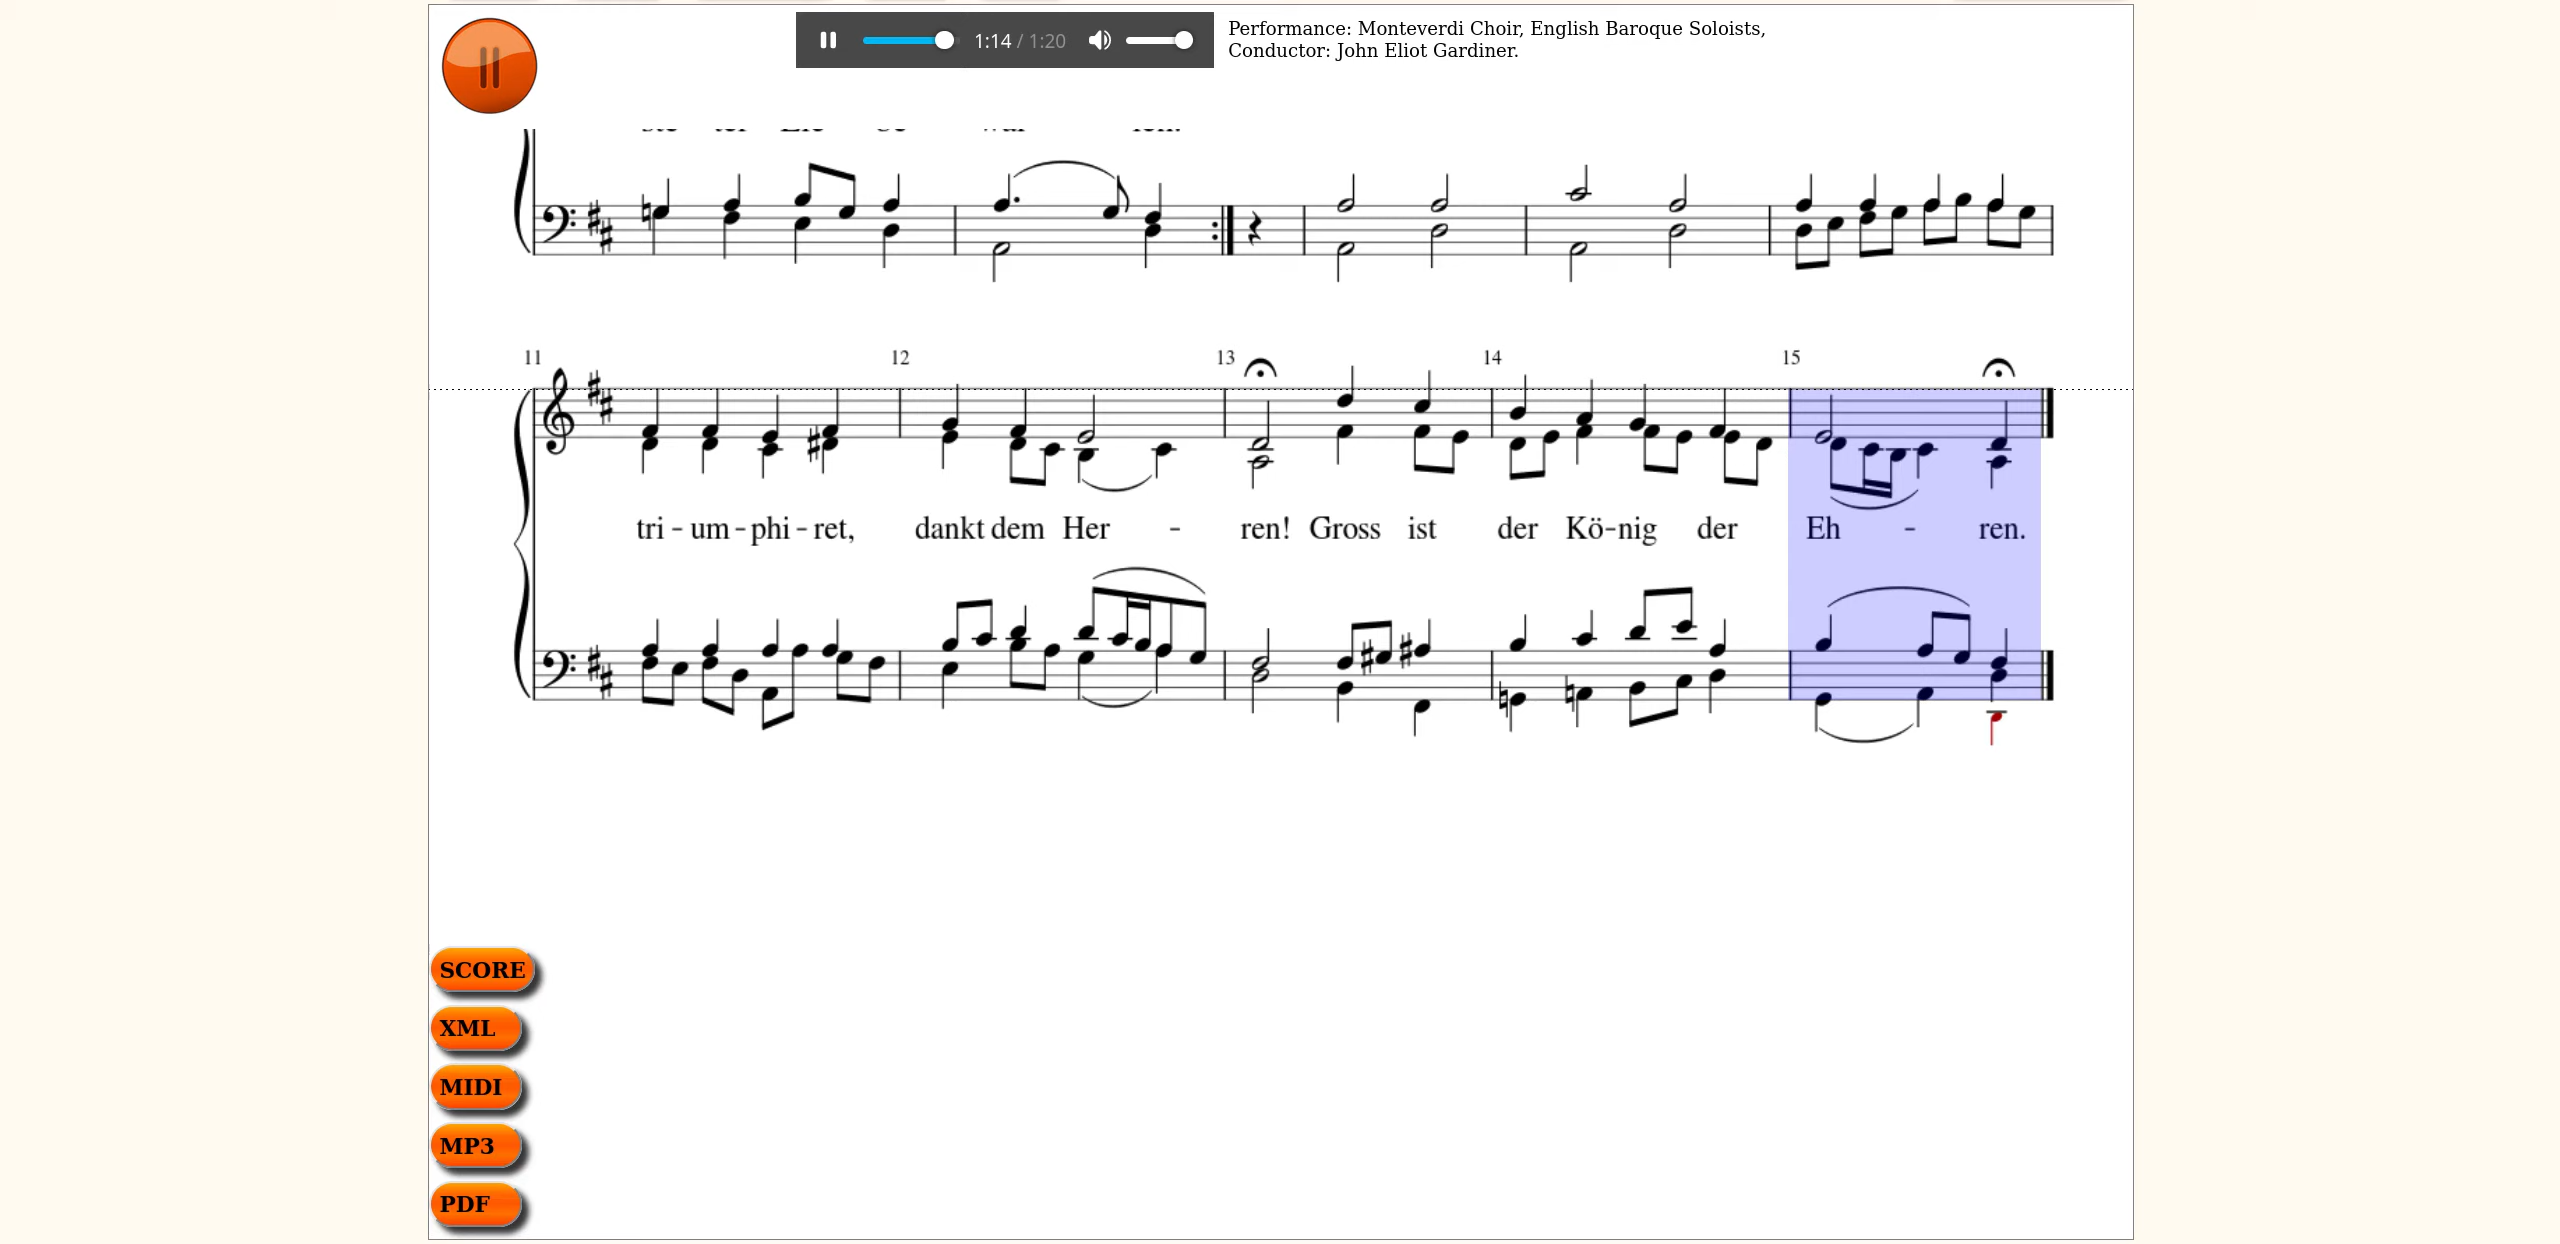 1:14 / 1:20
Performance: Monteverdi Choir, English Baroque Soloists,
Conductor: John Eliot Gardiner.
11 12 13 14 15
tri - um - phi - ret, dankt dem Her - ren! Gross ist der Kö - nig der Eh - ren.
SCORE
XML
MIDI
MP3
PDF